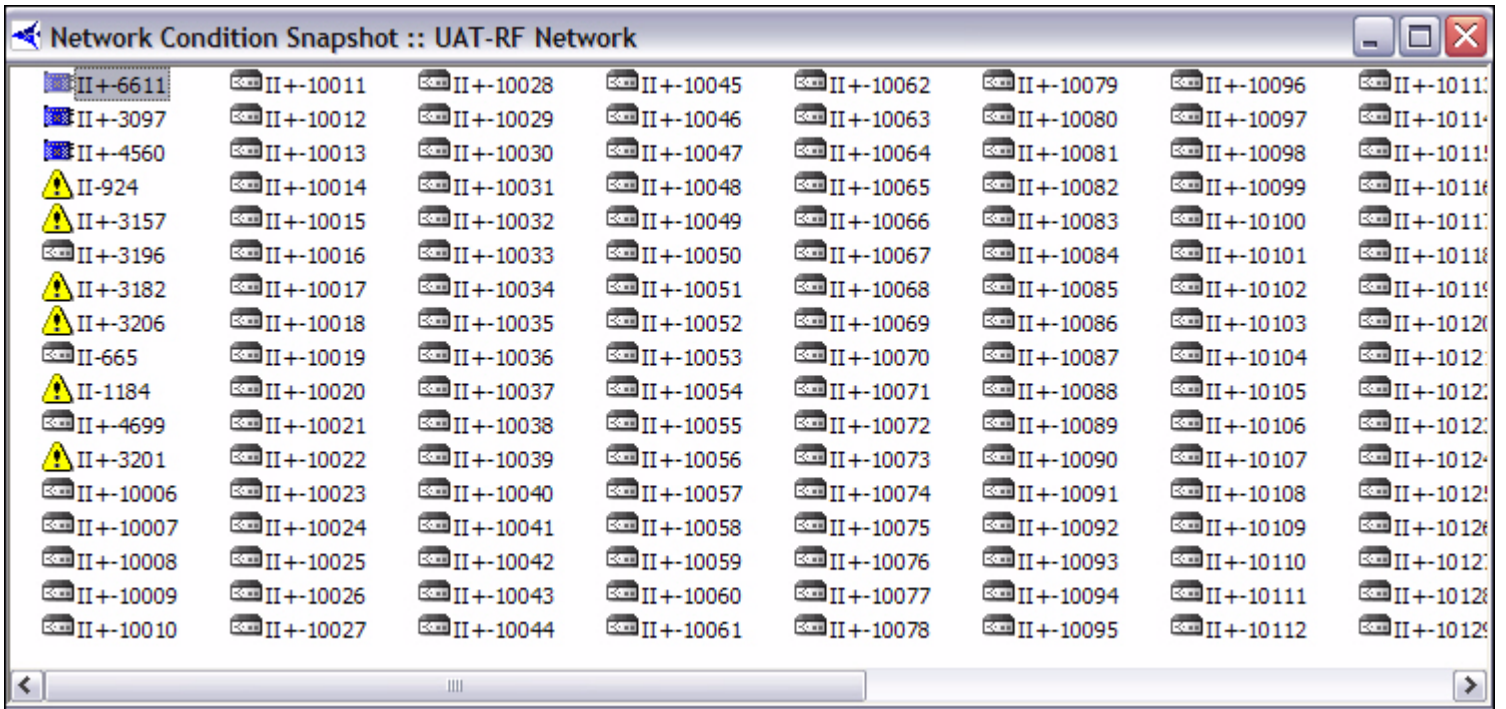 Network Condition Snapshot :: UAT-RF Network
II+-6611 II+-10011 II+-10028 II+-10045 II+-10062 II+-10079 II+-10096
II+-3097 II+-10012 II+-10029 II+-10046 II+-10063 II+-10080 II+-10097
II+-4560 II+-10013 II+-10030 II+-10047 II+-10064 II+-10081 II+-10098
II-924 II+-10014 II+-10031 II+-10048 II+-10065 II+-10082 II+-10099
II+-3157 II+-10015 II+-10032 II+-10049 II+-10066 II+-10083 II+-10100
II+-3196 II+-10016 II+-10033 II+-10050 II+-10067 II+-10084 II+-10101
II+-3182 II+-10017 II+-10034 II+-10051 II+-10068 II+-10085 II+-10102
II+-3206 II+-10018 II+-10035 II+-10052 II+-10069 II+-10086 II+-10103
II-665 II+-10019 II+-10036 II+-10053 II+-10070 II+-10087 II+-10104
II-1184 II+-10020 II+-10037 II+-10054 II+-10071 II+-10088 II+-10105
II+-4699 II+-10021 II+-10038 II+-10055 II+-10072 II+-10089 II+-10106
II+-3201 II+-10022 II+-10039 II+-10056 II+-10073 II+-10090 II+-10107
II+-10006 II+-10023 II+-10040 II+-10057 II+-10074 II+-10091 II+-10108
II+-10007 II+-10024 II+-10041 II+-10058 II+-10075 II+-10092 II+-10109
II+-10008 II+-10025 II+-10042 II+-10059 II+-10076 II+-10093 II+-10110
II+-10009 II+-10026 II+-10043 II+-10060 II+-10077 II+-10094 II+-10111
II+-10010 II+-10027 II+-10044 II+-10061 II+-10078 II+-10095 II+-10112